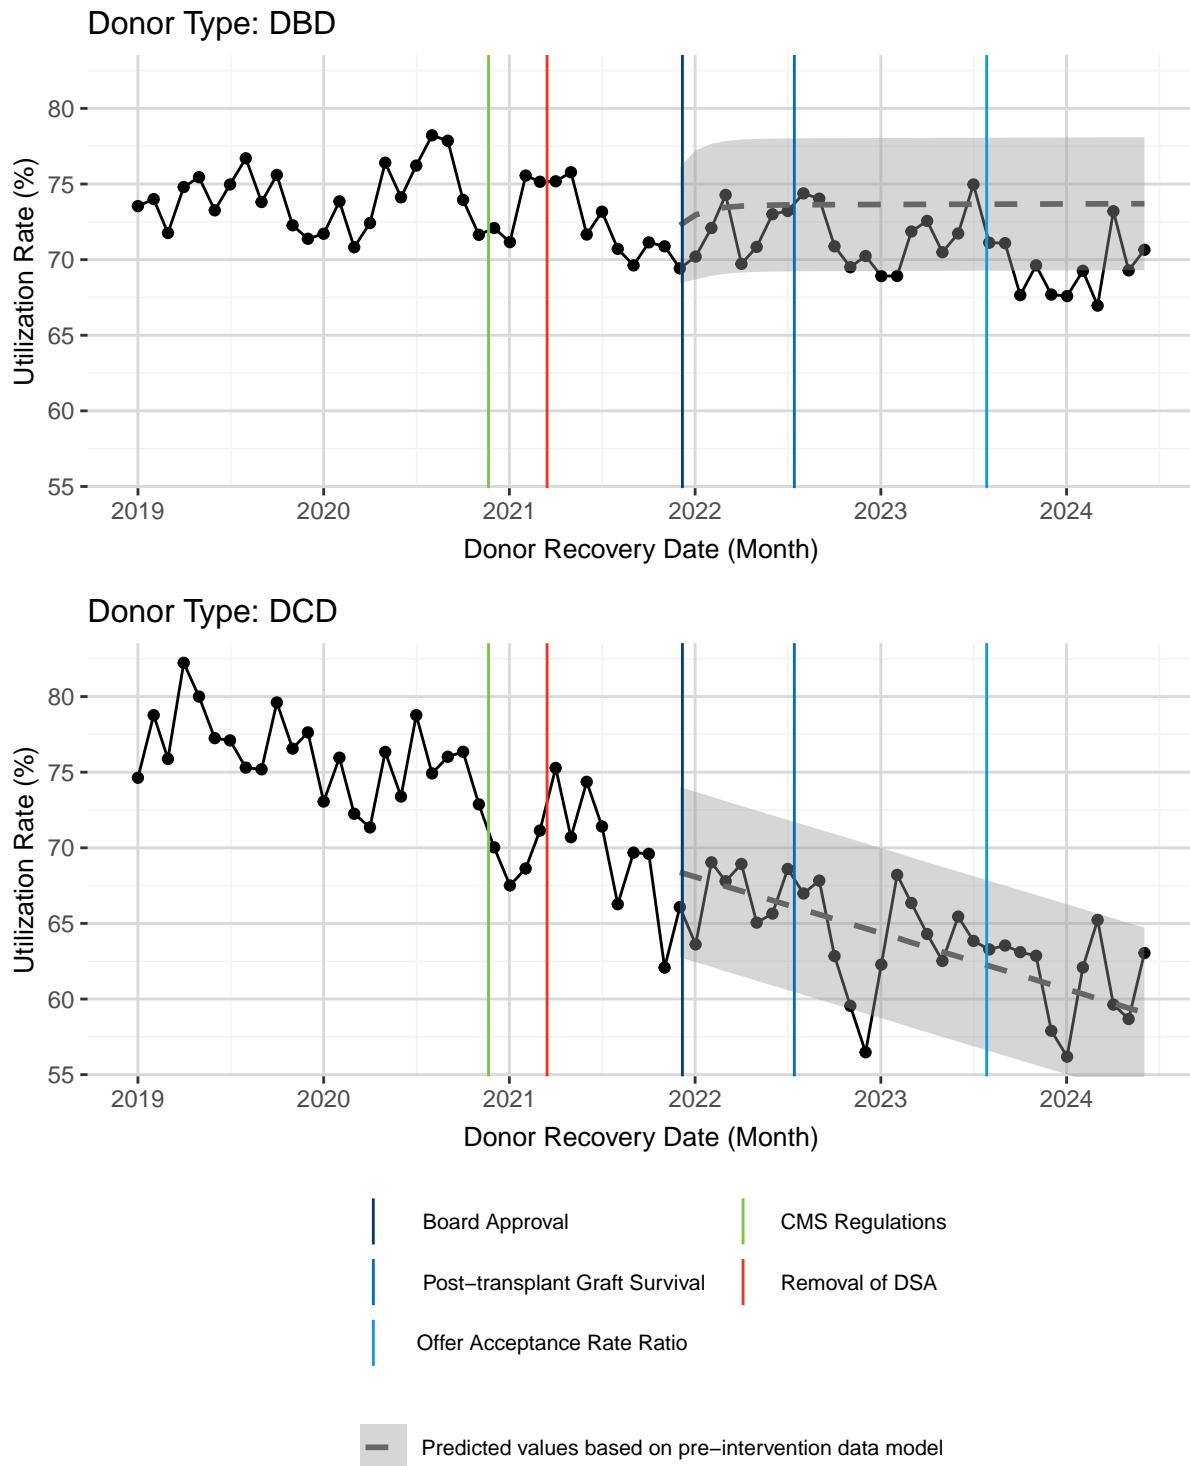 Donor Type: DBD
Utilization Rate (%)
80
75
70
65
60
55
2019 2020 2021 2022 2023 2024
Donor Recovery Date (Month)
Donor Type: DCD
Utilization Rate (%)
80
75
70
65
60
55
2019 2020 2021 2022 2023 2024
Donor Recovery Date (Month)
Board Approval CMS Regulations
Post−transplant Graft Survival Removal of DSA
Offer Acceptance Rate Ratio
Predicted values based on pre−intervention data model